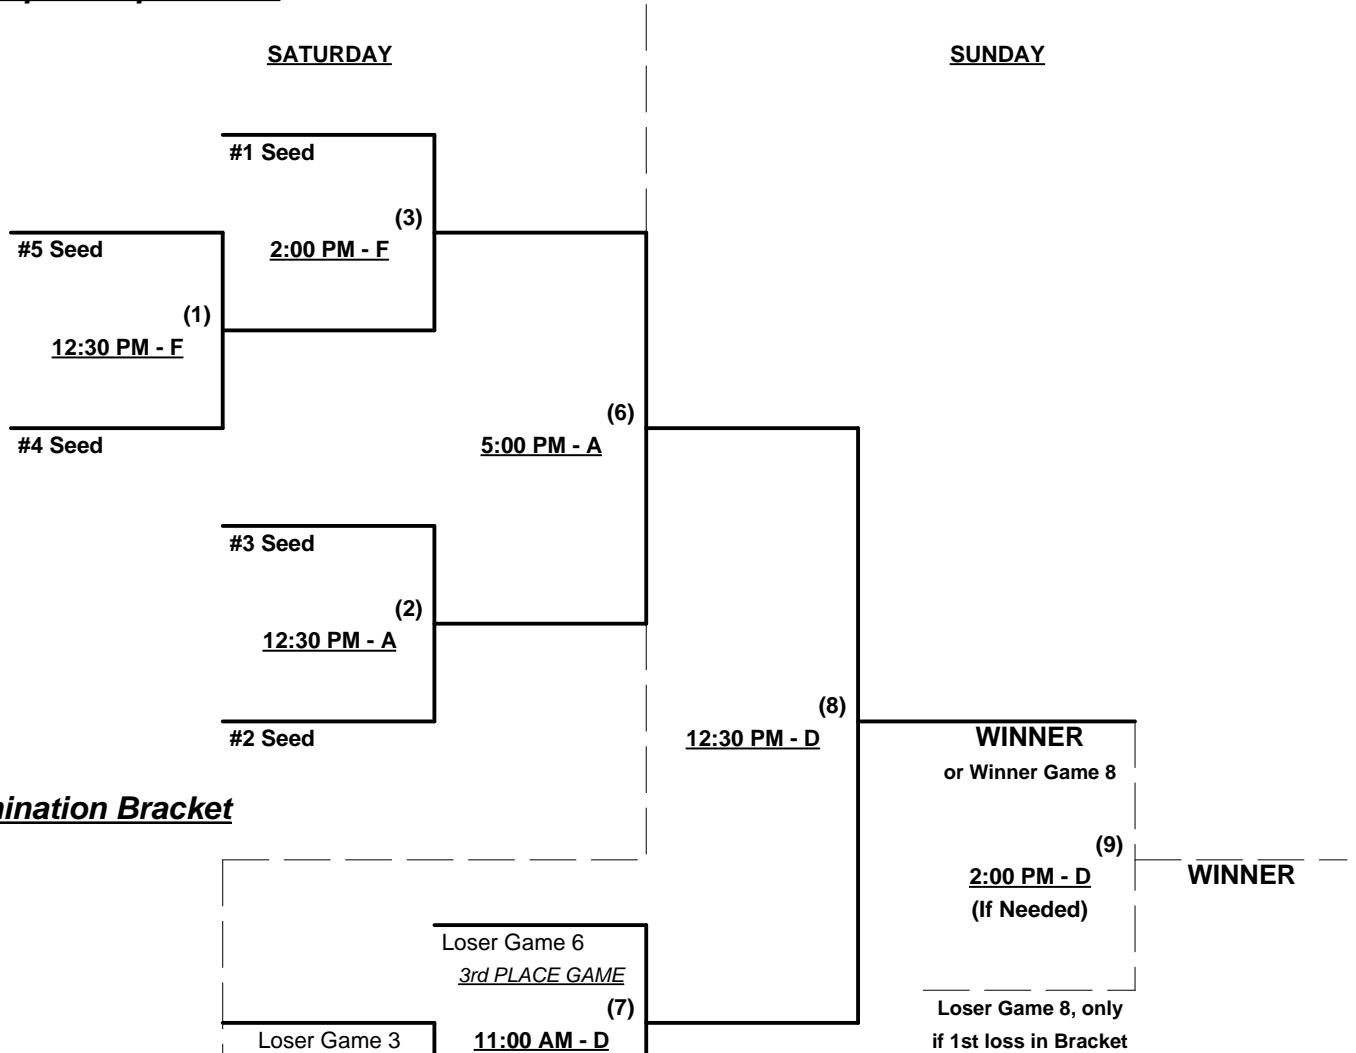 SATURDAY
SUNDAY
#1 Seed
(3)
#5 Seed
2:00 PM - F
(1)
12:30 PM - F
(6)
#4 Seed
5:00 PM - A
#3 Seed
(2)
12:30 PM - A
(8)
#2 Seed
12:30 PM - D
WINNER
or Winner Game 8
mination Bracket
(9)
2:00 PM - D
WINNER
(If Needed)
Loser Game 6
3rd PLACE GAME
(7)
Loser Game 8, only
Loser Game 3
11:00 AM - D
if 1st loss in Bracket